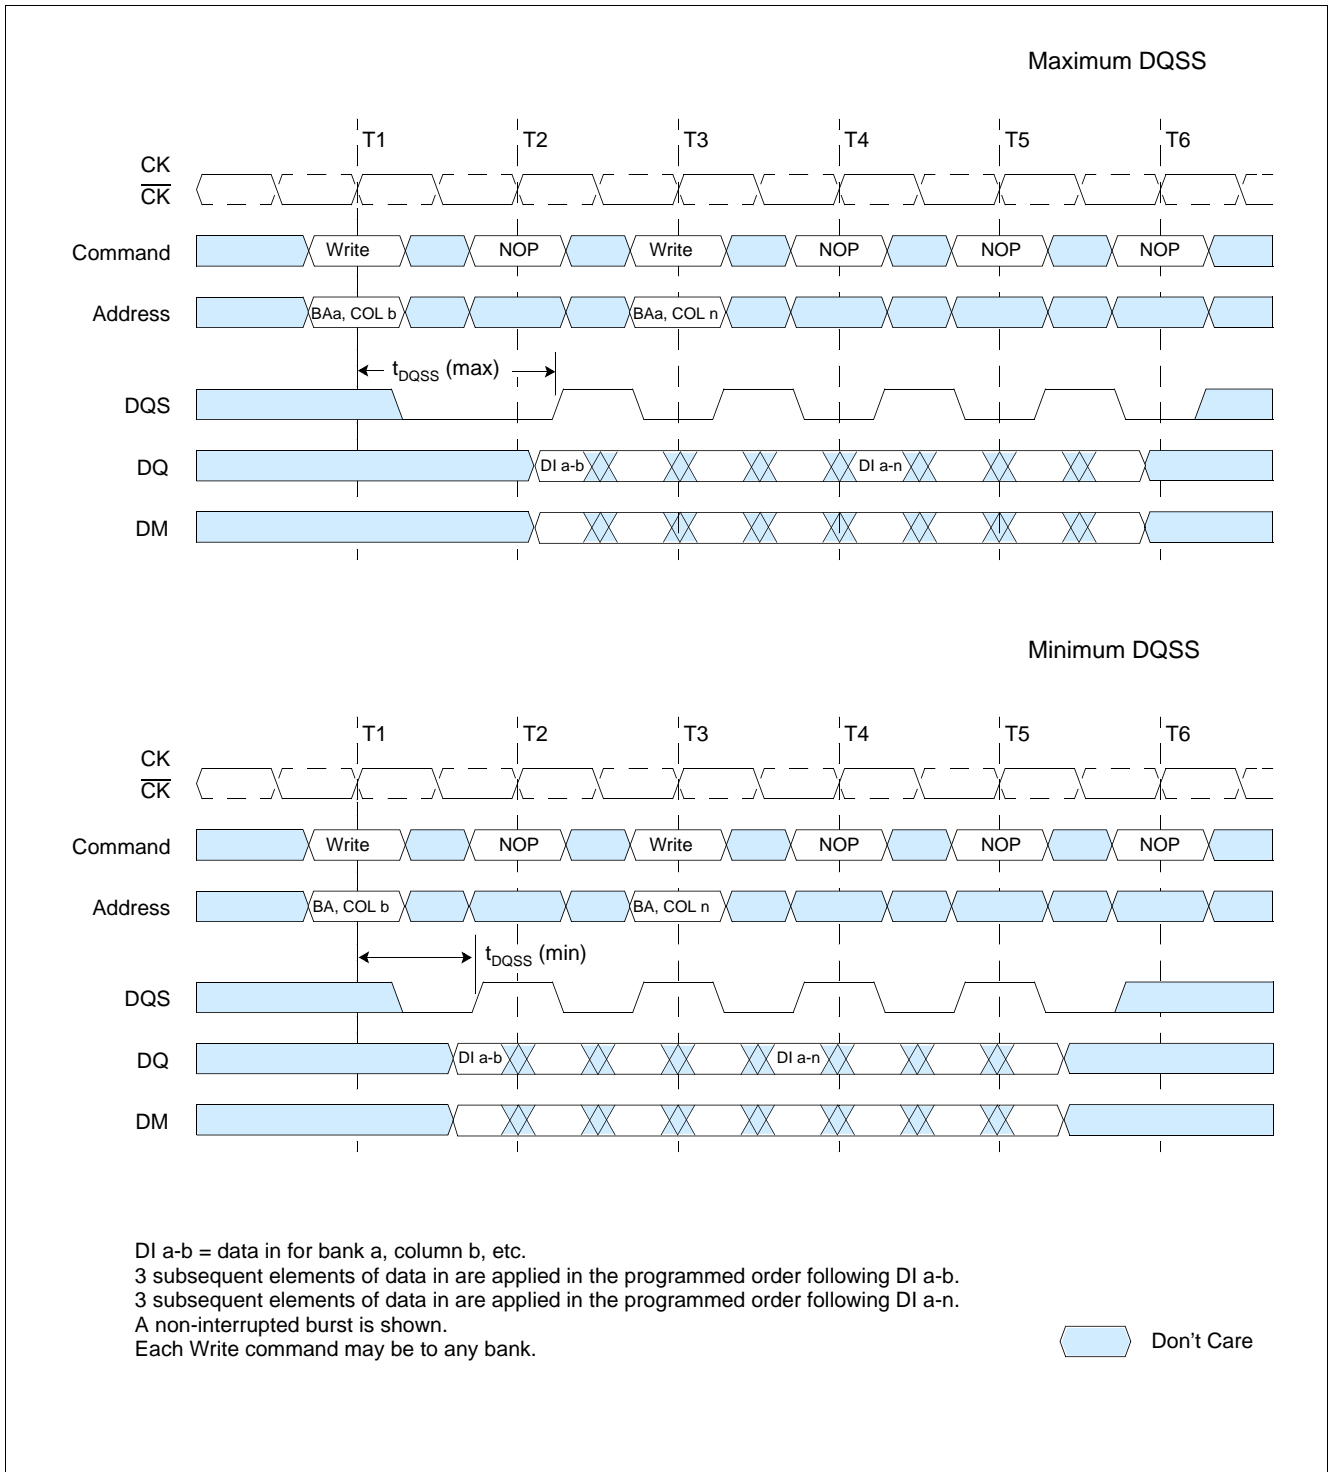 Maximum DQSS
T1 T2 T3 T4 T5 T6
CK
CK
Command Write NOP Write NOP NOP NOP
Address BAa, COL b BAa, COL n
tDQSS (max)
DQS
DQ DI a-b DI a-n
DM
Minimum DQSS
T1 T2 T3 T4 T5 T6
CK
CK
Command Write NOP Write NOP NOP NOP
Address BA, COL b BA, COL n
tDQSS (min)
DQS
DQ DI a-b DI a-n
DM
DI a-b = data in for bank a, column b, etc.
3 subsequent elements of data in are applied in the programmed order following DI a-b.
3 subsequent elements of data in are applied in the programmed order following DI a-n.
A non-interrupted burst is shown.
Each Write command may be to any bank.
Don't Care